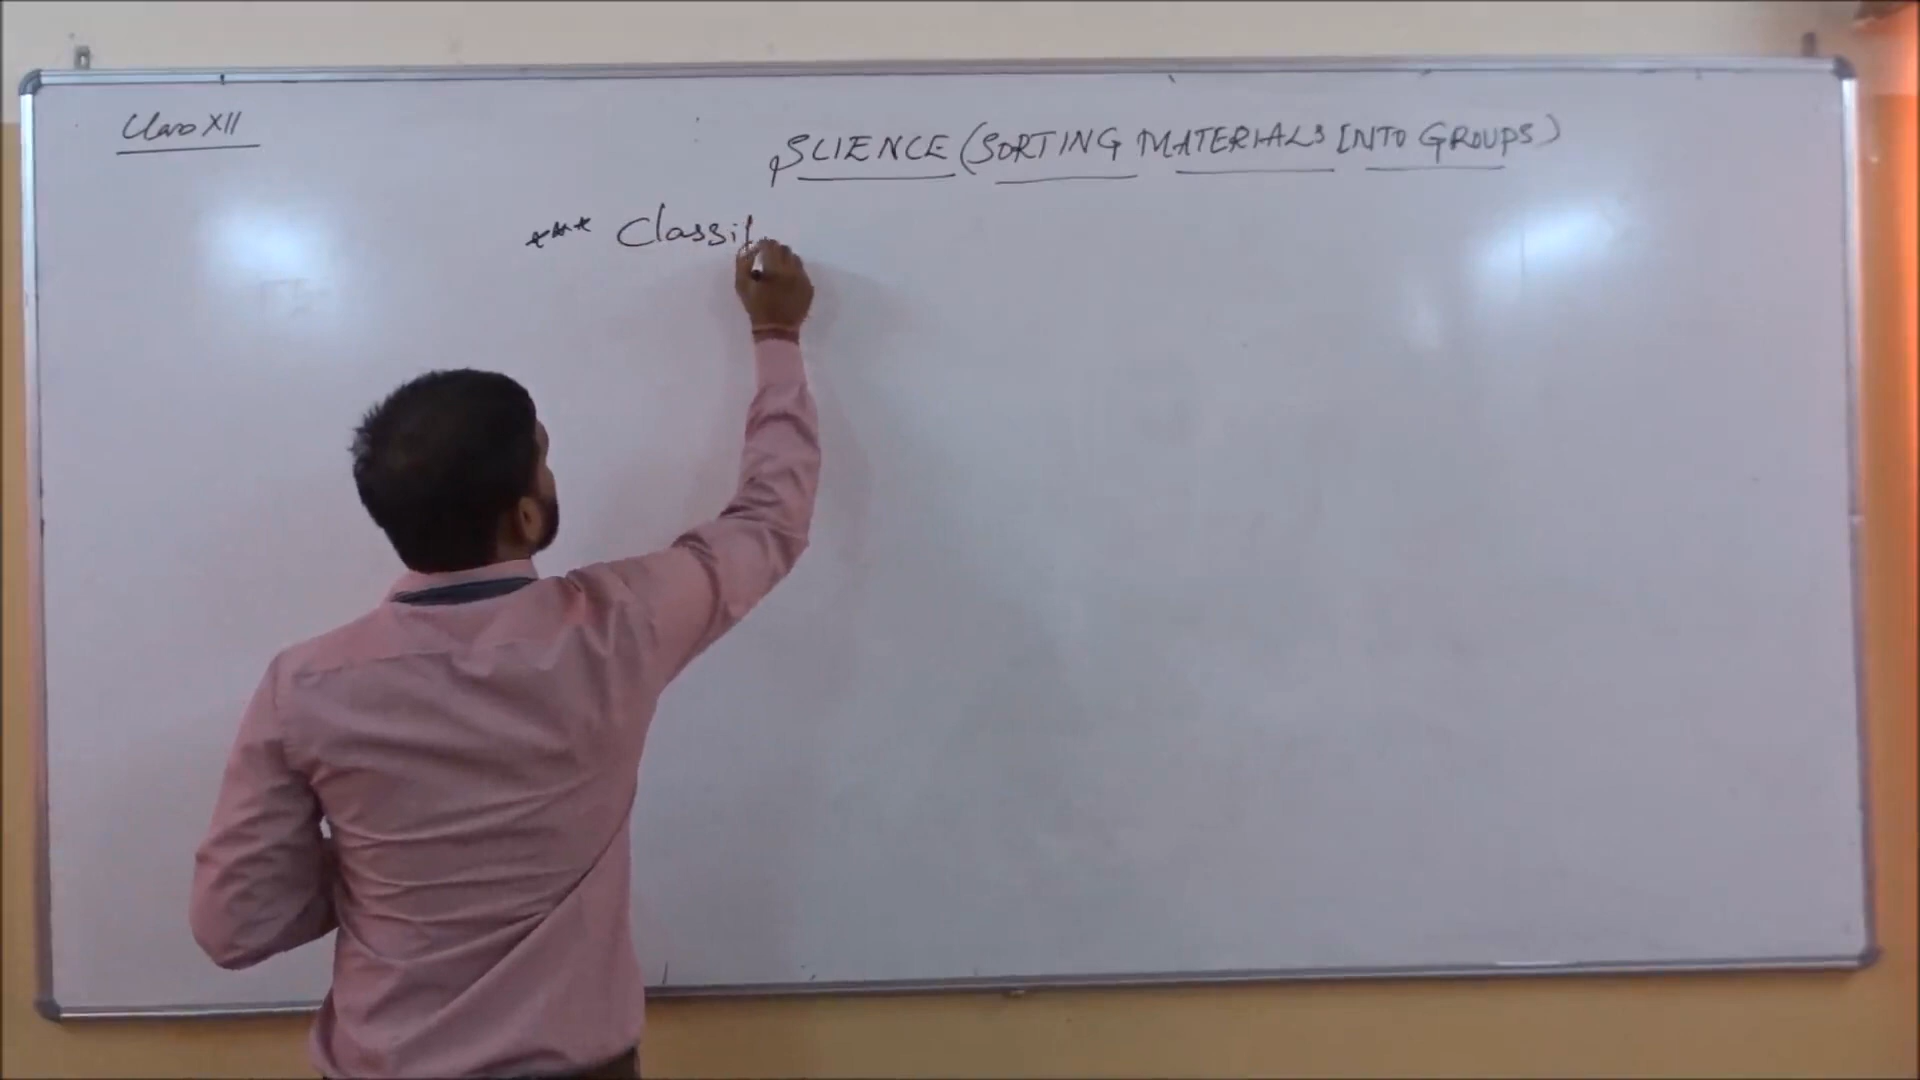 Class XII
SCIENCE (SORTING MATERIALS INTO GROUPS)
*** Classif